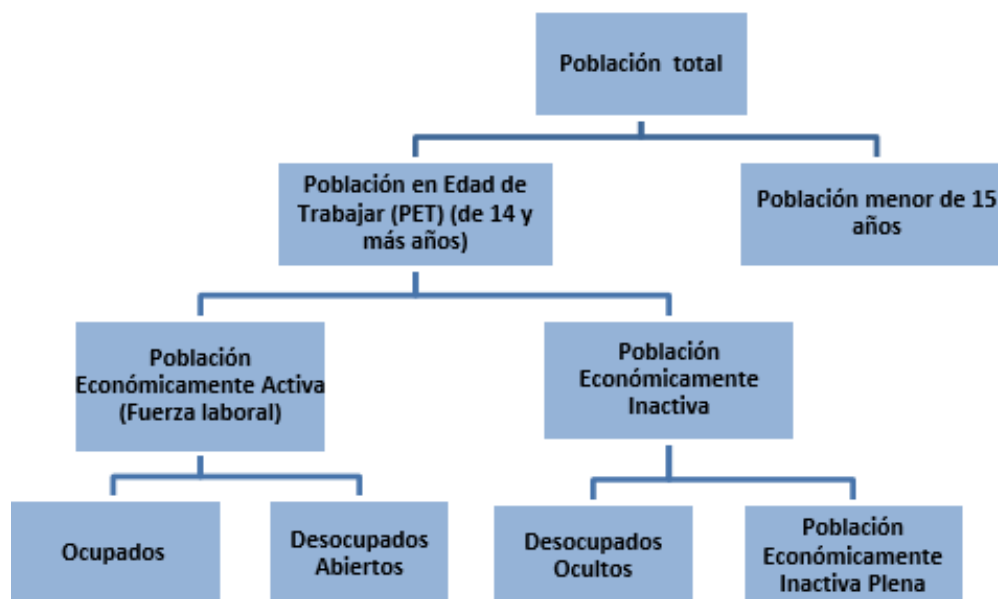 Población total
Población en Edad de
Trabajar (PET) (de 14 y
más años)
Población menor de 15
años
Población
Económicamente Activa
(Fuerza laboral)
Población
Económicamente
Inactiva
Ocupados
Desocupados
Abiertos
Desocupados
Ocultos
Población
Económicamente
Inactiva Plena